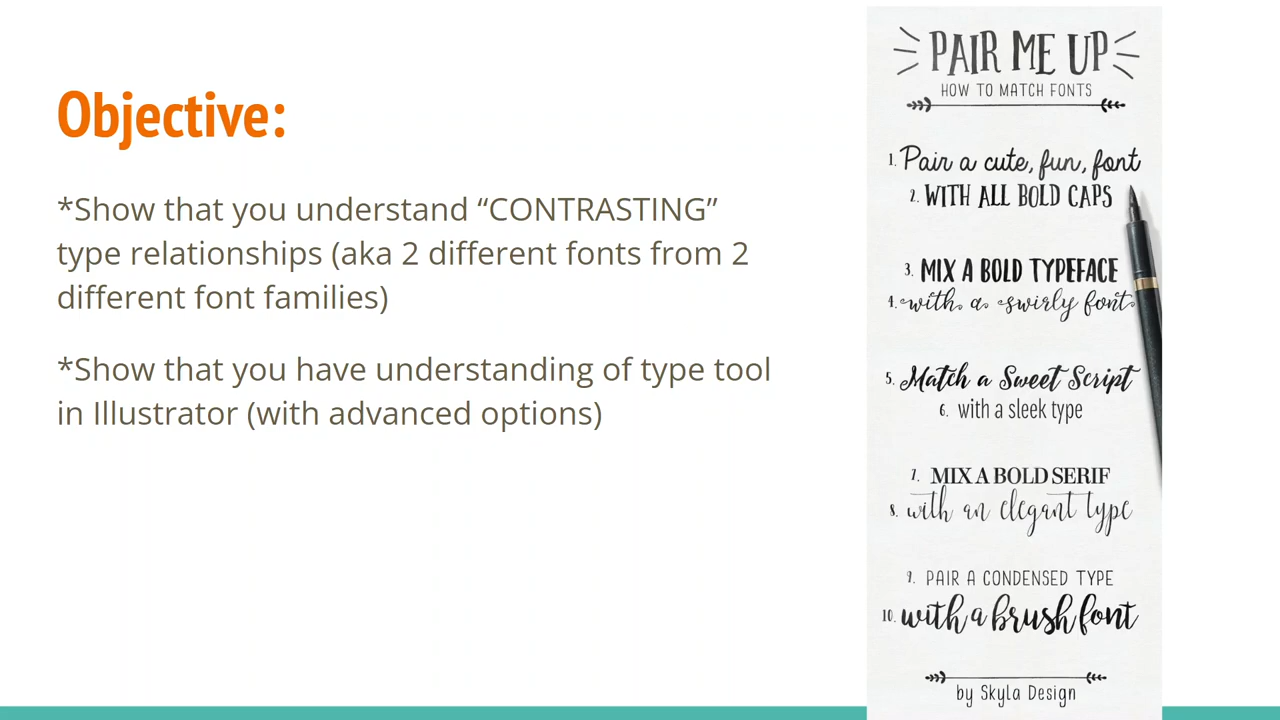 Objective:
*Show that you understand “CONTRASTING”
type relationships (aka 2 different fonts from 2
different font families)
*Show that you have understanding of type tool
in Illustrator (with advanced options)
PAIR ME UP
HOW TO MATCH FONTS
1. Pair a cute, fun, font
2. WITH ALL BOLD CAPS
3. MIX A BOLD TYPEFACE
4. with a swirly font
5. Match a Sweet Script
6. with a sleek type
7. MIX A BOLD SERIF
8. with an elegant type
9. PAIR A CONDENSED TYPE
10. with a brush font
by Skyla Design